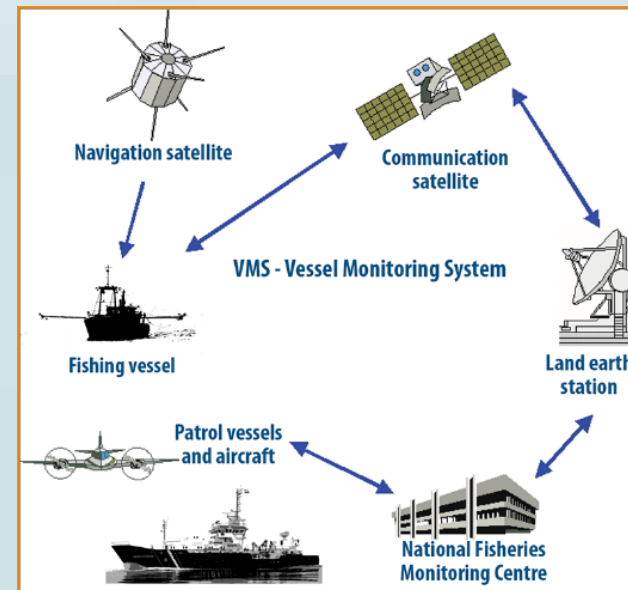 Navigation satellite
Communication
satellite
VMS - Vessel Monitoring System
Fishing vessel
Land earth
station
Patrol vessels
and aircraft
National Fisheries
Monitoring Centre